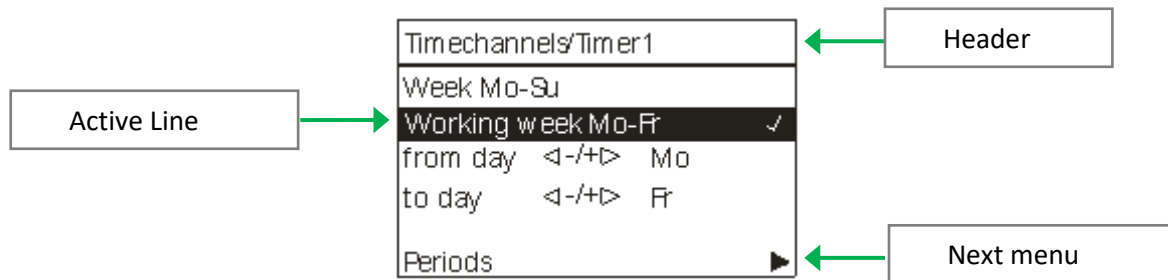 Timechannels/Timer1
Header
Week Mo-Su
Active Line
Working week Mo-Fr ✓
from day ◁-/+▷ Mo
to day ◁-/+▷ Fr
Periods ▶
Next menu